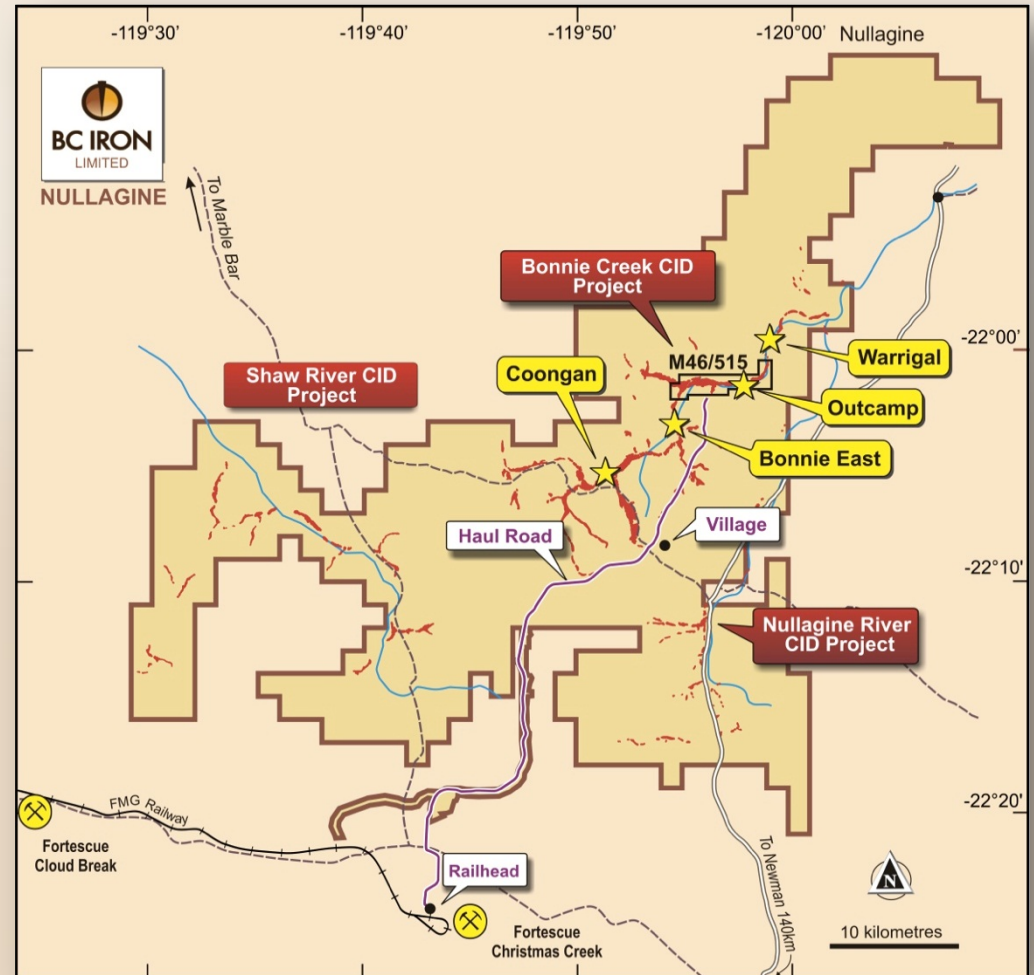 -119°30'
-119°40'
-119°50'
-120°00'
Nullagine
BC IRON
LIMITED
NULLAGINE
To Marble Bar
Bonnie Creek CID
Project
-22°00'
M46/515
Warrigal
Coongan
Shaw River CID
Project
Outcamp
Bonnie East
Village
Haul Road
-22°10'
Nullagine River
CID Project
-22°20'
FMG Railway
Fortescue
Cloud Break
To Newman 140km
N
Railhead
Fortescue
Christmas Creek
10 kilometres